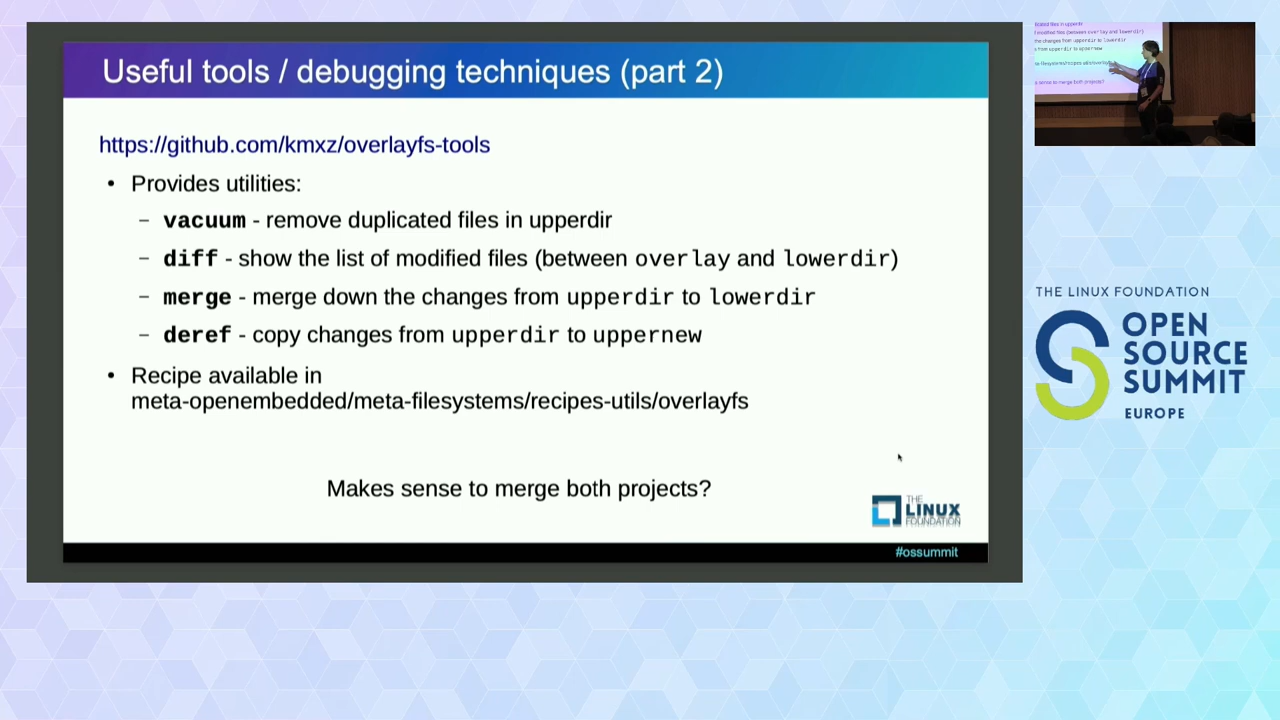 Useful tools / debugging techniques (part 2)
https://github.com/kmxz/overlayfs-tools
• Provides utilities:
– vacuum - remove duplicated files in upperdir
– diff - show the list of modified files (between overlay and lowerdir)
– merge - merge down the changes from upperdir to lowerdir
– deref - copy changes from upperdir to uppernew
• Recipe available in
meta-openembedded/meta-filesystems/recipes-utils/overlayfs
Makes sense to merge both projects?
THE
LINUX
FOUNDATION
#ossummit
THE LINUX FOUNDATION
OPEN
SOURCE
SUMMIT
EUROPE